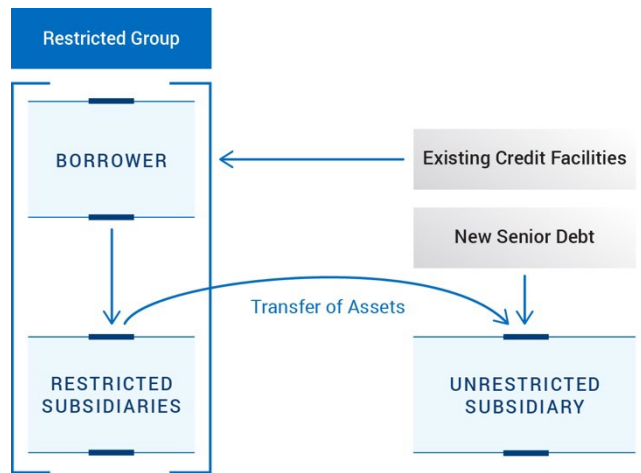 Restricted Group
BORROWER
Existing Credit Facilities
New Senior Debt
Transfer of Assets
RESTRICTED
SUBSIDIARIES
UNRESTRICTED
SUBSIDIARY